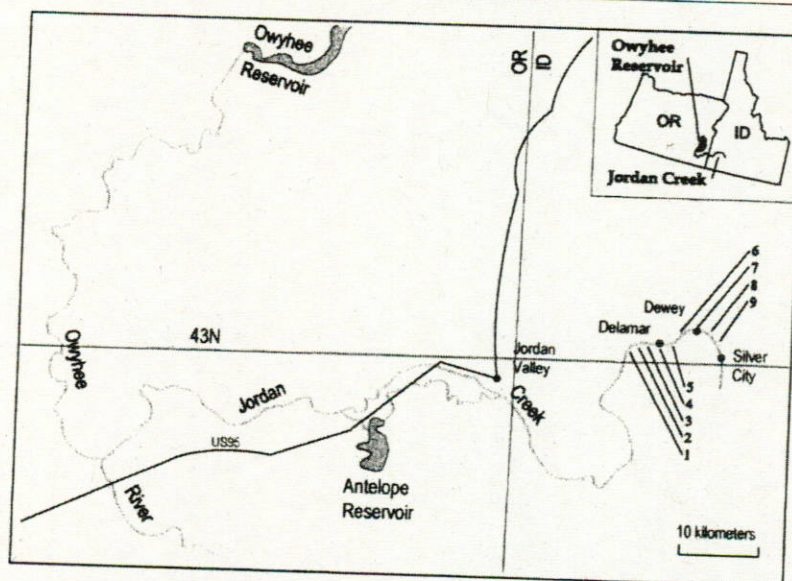 Owyhee
Reservoir
OR
ID
Owyhee
Reservoir
OR
ID
Jordan Creek
6
7
8
9
Dewey
Delamar
43N
Jordan
Valley
Silver
City
Owyhee
Jordan
Creek
5
4
3
2
1
US95
River
Antelope
Reservoir
10 kilometers